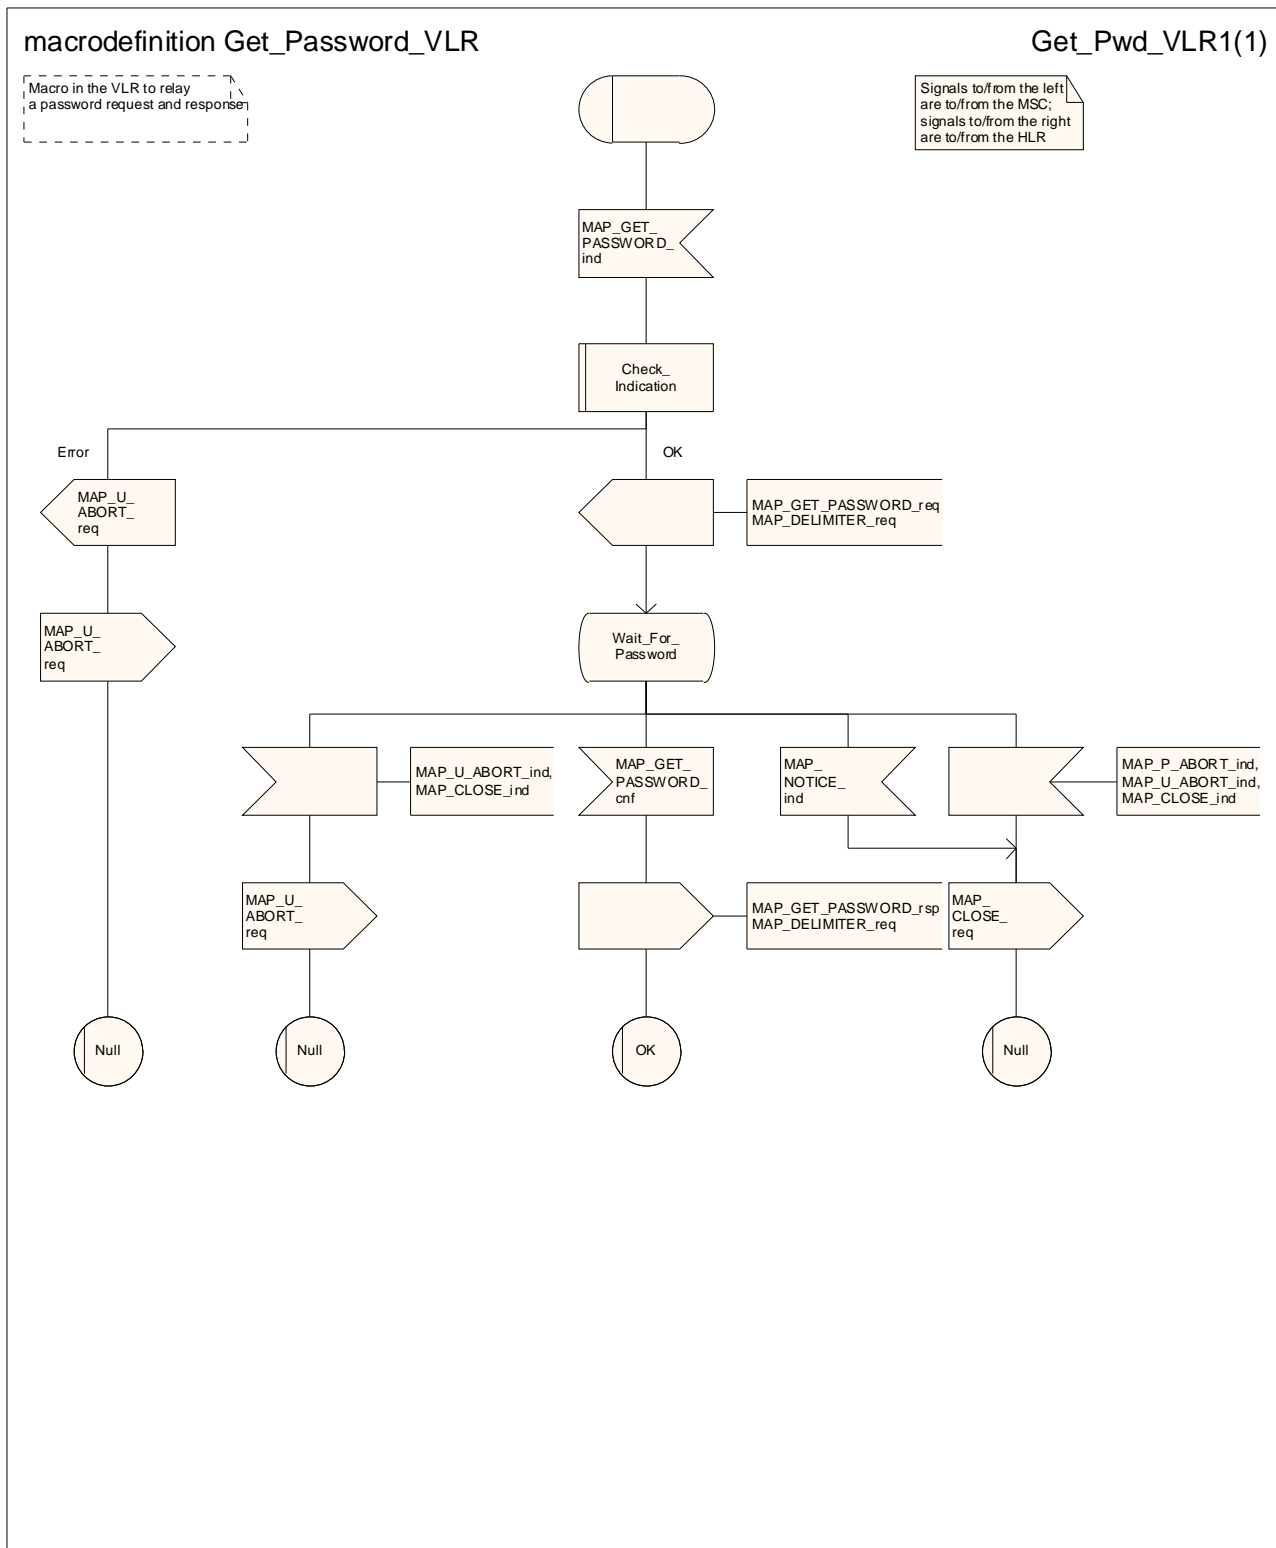 macrodefinition Get_Password_VLR
Get_Pwd_VLR1(1)
Macro in the VLR to relay
a password request and response
Signals to/from the left
are to/from the MSC;
signals to/from the right
are to/from the HLR
MAP_GET_
PASSWORD_
ind
Check_
Indication
Error
OK
MAP_U_
ABORT_
req
MAP_GET_PASSWORD_req
MAP_DELIMITER_req
MAP_U_
ABORT_
req
Wait_For_
Password
MAP_U_ABORT_ind,
MAP_CLOSE_ind
MAP_GET_
PASSWORD_
cnf
MAP_
NOTICE_
ind
MAP_P_ABORT_ind,
MAP_U_ABORT_ind,
MAP_CLOSE_ind
MAP_U_
ABORT_
req
MAP_GET_PASSWORD_rsp
MAP_DELIMITER_req
MAP_
CLOSE_
req
Null
Null
OK
Null